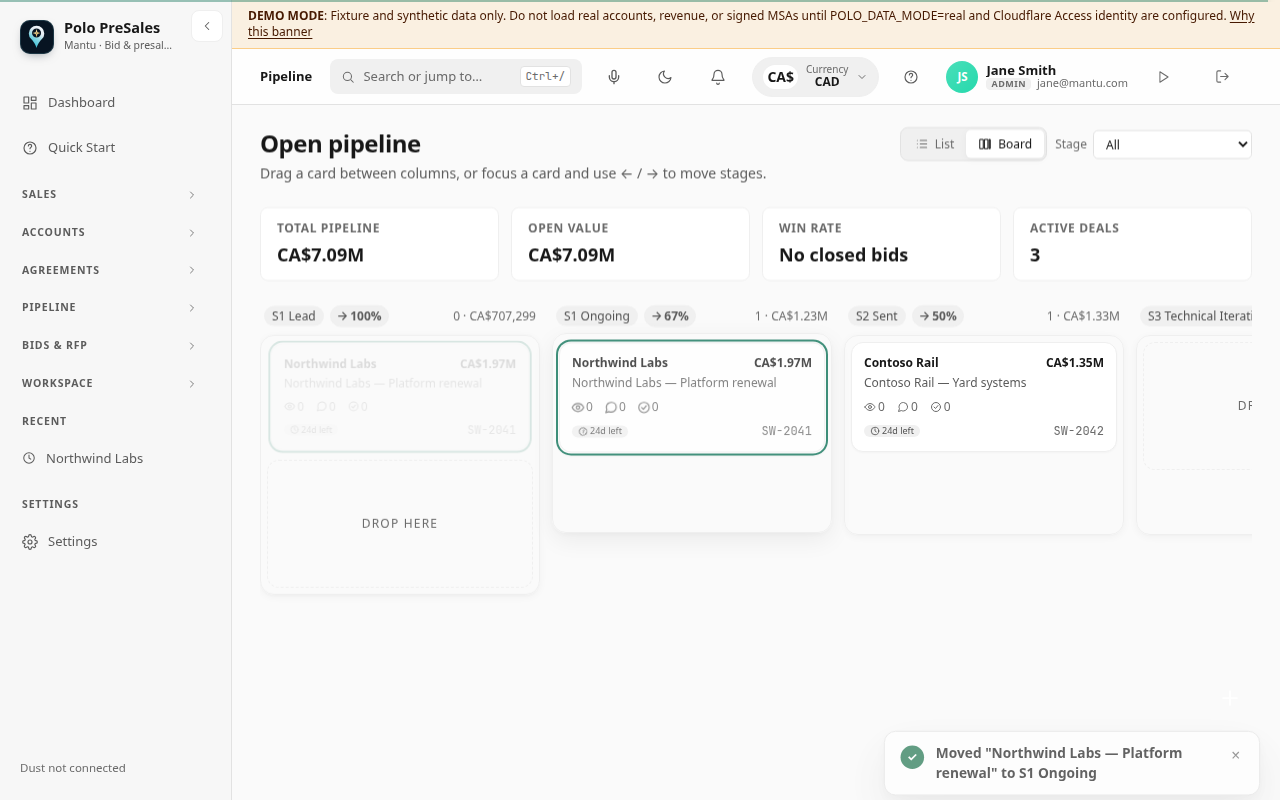 DEMO MODE: Fixture and synthetic data only. Do not load real accounts, revenue, or signed MSAs until POLO_DATA_MODE=real and Cloudflare Access identity are configured. Why
this banner
Polo PreSales
Mantu · Bid & presal...
Pipeline
Search or jump to...
Ctrl+/
CA$
Currency
CAD
JS
Jane Smith
ADMIN jane@mantu.com
Dashboard
Quick Start
SALES
ACCOUNTS
AGREEMENTS
PIPELINE
BIDS & RFP
WORKSPACE
RECENT
Northwind Labs
SETTINGS
Settings
Dust not connected
Open pipeline
Drag a card between columns, or focus a card and use ← / → to move stages.
List
Board
Stage
All
TOTAL PIPELINE
CA$7.09M
OPEN VALUE
CA$7.09M
WIN RATE
No closed bids
ACTIVE DEALS
3
S1 Lead → 100% 0 · CA$707,299
Northwind Labs CA$1.97M
Northwind Labs — Platform renewal
0 0 0
24d left SW-2041
DROP HERE
S1 Ongoing → 67% 1 · CA$1.23M
Northwind Labs CA$1.97M
Northwind Labs — Platform renewal
0 0 0
24d left SW-2041
S2 Sent → 50% 1 · CA$1.33M
Contoso Rail CA$1.35M
Contoso Rail — Yard systems
0 0 0
24d left SW-2042
S3 Technical Iterati
Moved "Northwind Labs — Platform
renewal" to S1 Ongoing